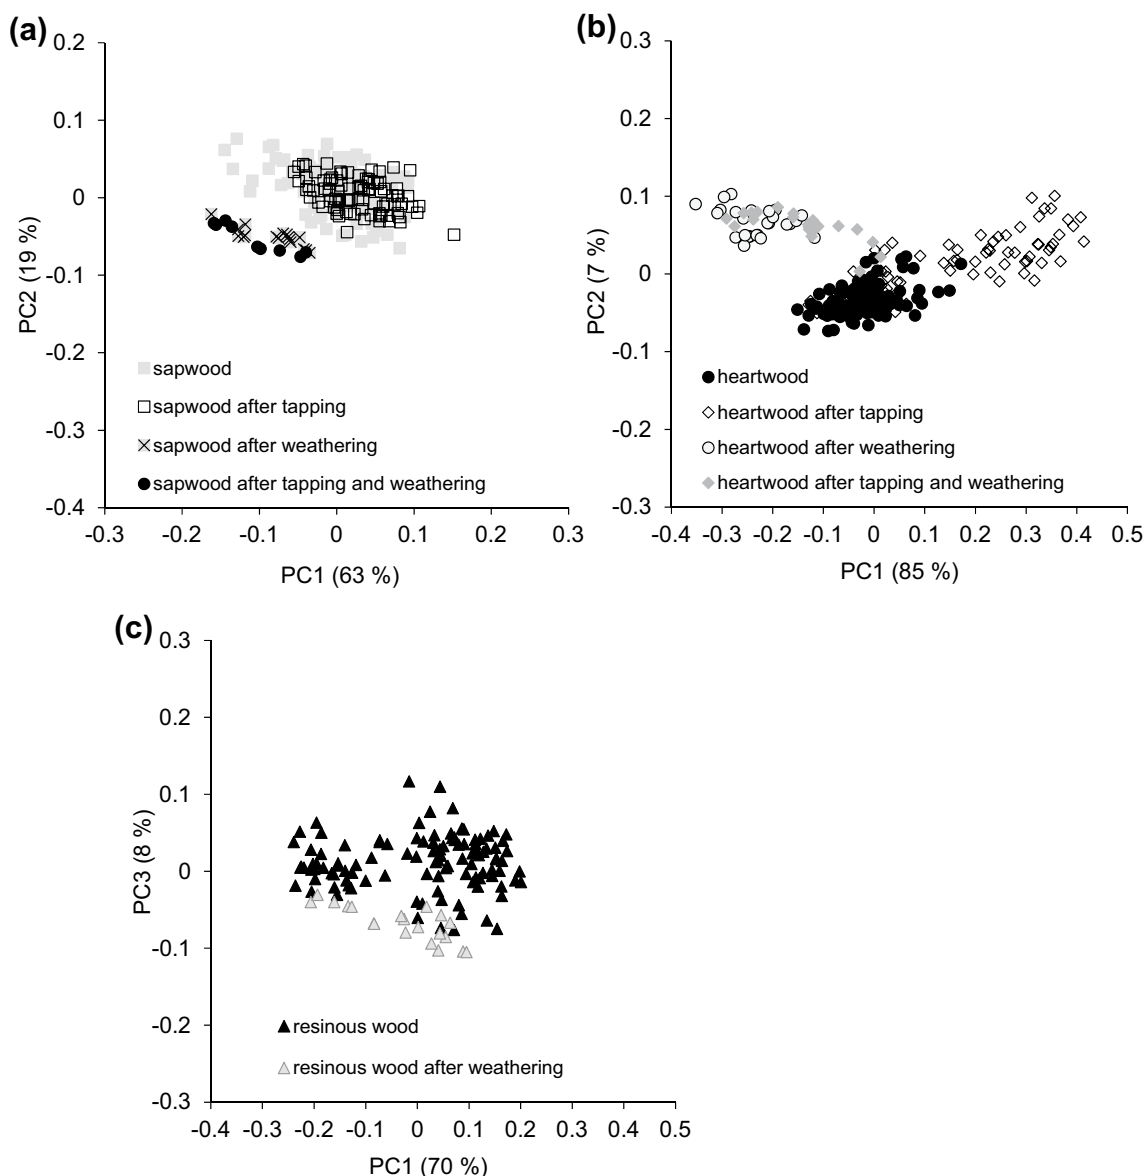 (a)
0.2
0.1
0
-0.1
-0.2
-0.3
-0.4
PC2 (19 %)
sapwood
sapwood after tapping
sapwood after weathering
sapwood after tapping and weathering
-0.3 -0.2 -0.1 0 0.1 0.2 0.3
PC1 (63 %)
(b)
0.3
0.2
0.1
0
-0.1
-0.2
-0.3
PC2 (7 %)
heartwood
heartwood after tapping
heartwood after weathering
heartwood after tapping and weathering
-0.4 -0.3 -0.2 -0.1 0 0.1 0.2 0.3 0.4 0.5
PC1 (85 %)
(c)
0.3
0.2
0.1
0
-0.1
-0.2
-0.3
PC3 (8 %)
resinous wood
resinous wood after weathering
-0.4 -0.3 -0.2 -0.1 0 0.1 0.2 0.3 0.4 0.5
PC1 (70 %)